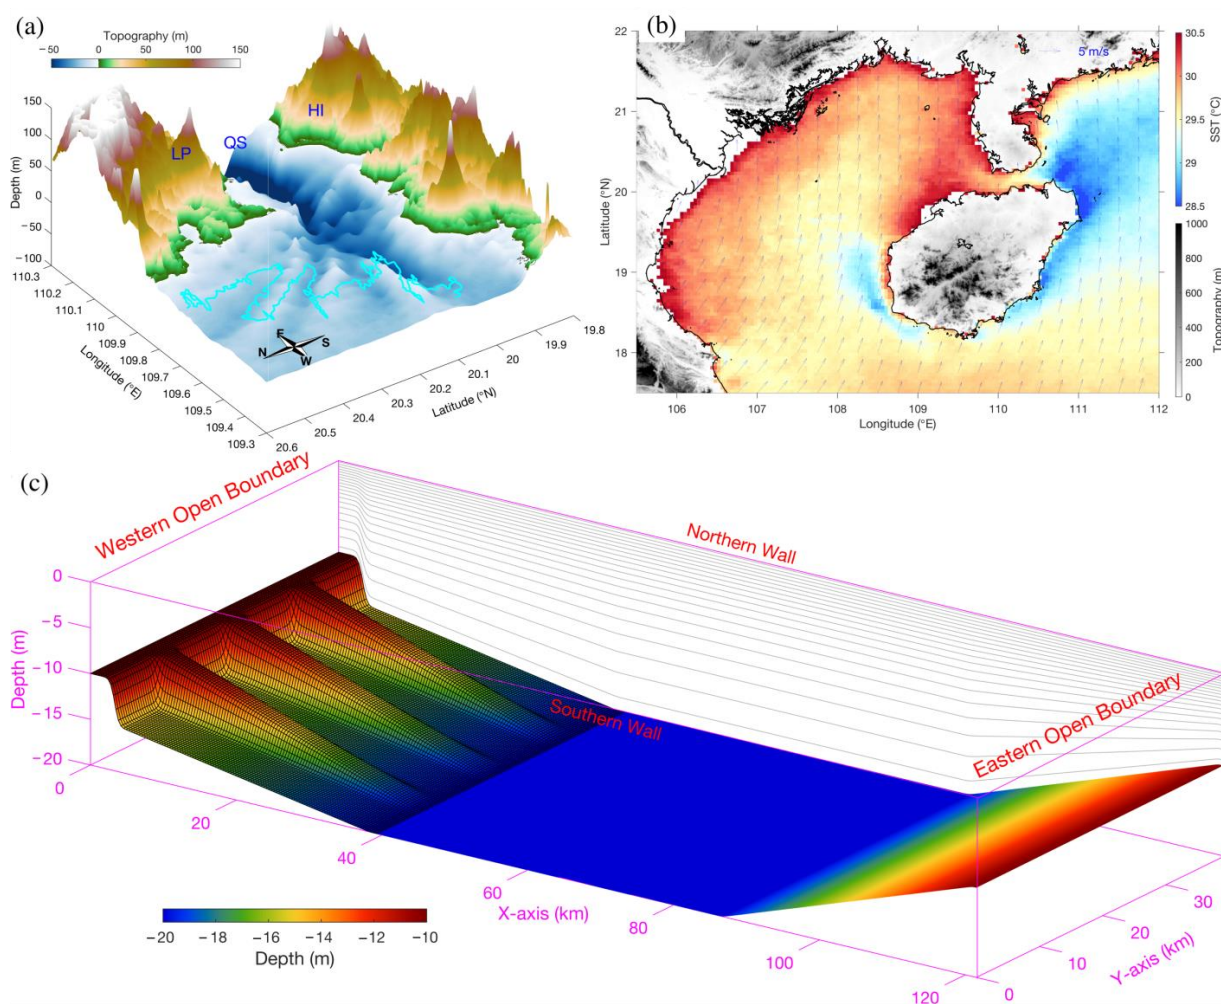 (a)
Topography (m)
−50 0 50 100 150
HI
QS
LP
Depth (m)
150
100
50
0
−50
−100
110.3
110.2
110.1
110
109.9
109.8
109.7
109.6
109.5
109.4
109.3
Longitude (°E)
E
N S
W
19.8
19.9
20
20.1
20.2
20.3
20.4
20.5
20.6
Latitude (°N)
(b)
5 m/s
22
21
20
19
18
Latitude (°N)
106 107 108 109 110 111 112
Longitude (°E)
30.5
30
29.5
29
28.5
SST (°C)
1000
800
600
400
200
0
Topography (m)
(c)
Western Open Boundary
Northern Wall
Southern Wall
Eastern Open Boundary
0
−5
−10
−15
−20
Depth (m)
0
20
40
60
80
100
120
X-axis (km)
0
10
20
30
Y-axis (km)
−20 −18 −16 −14 −12 −10
Depth (m)